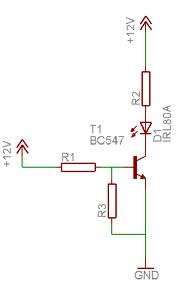 +12V
R2
D1
IRL80A
T1
BC547
+12V
R1
R3
GND